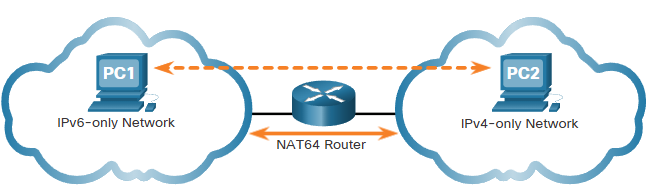 PC1
IPv6-only Network
NAT64 Router
PC2
IPv4-only Network